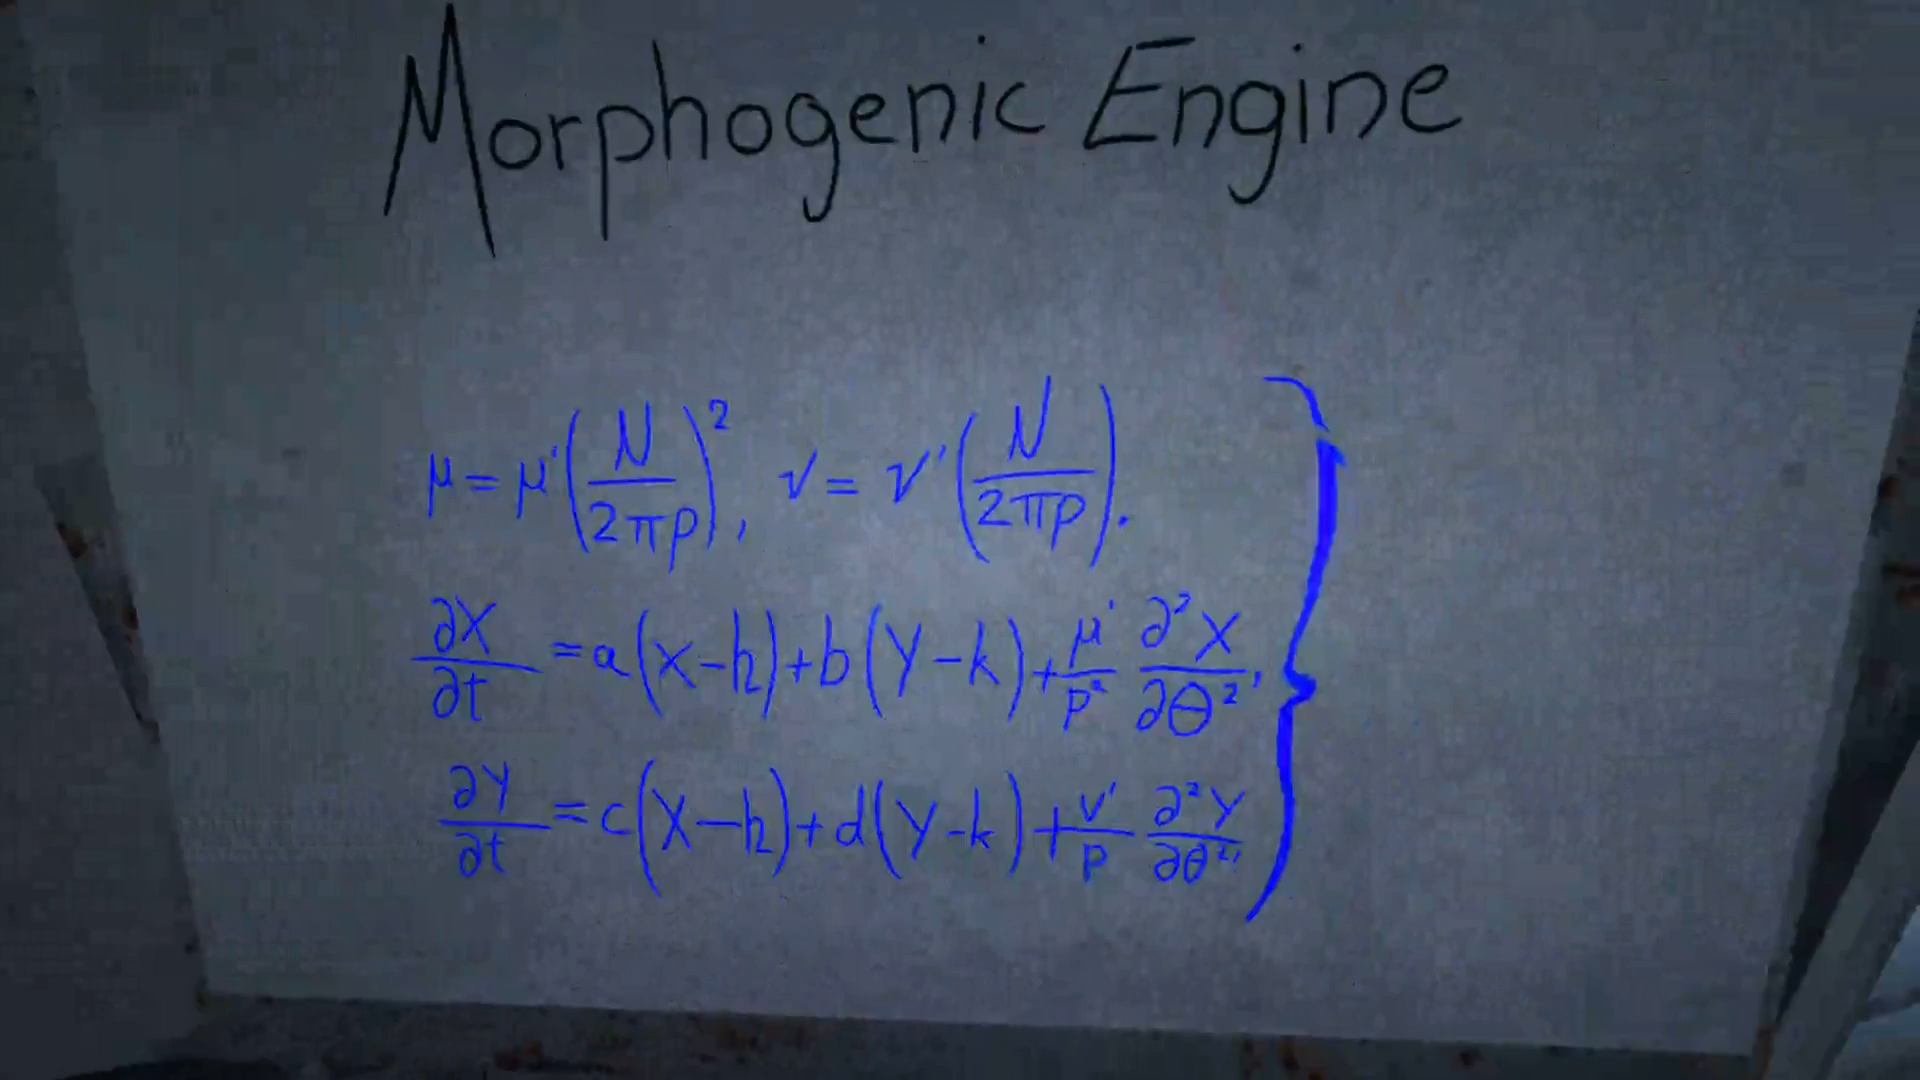 Morphogenic Engine
μ = μ'(N/2πρ)², ν = ν'(N/2πρ).
∂X/∂t = a(X-h)+b(Y-k)+μ'/ρ² ∂²X/∂θ²,
∂Y/∂t = c(X-h)+d(Y-k)+ν'/ρ ∂²Y/∂θ²,